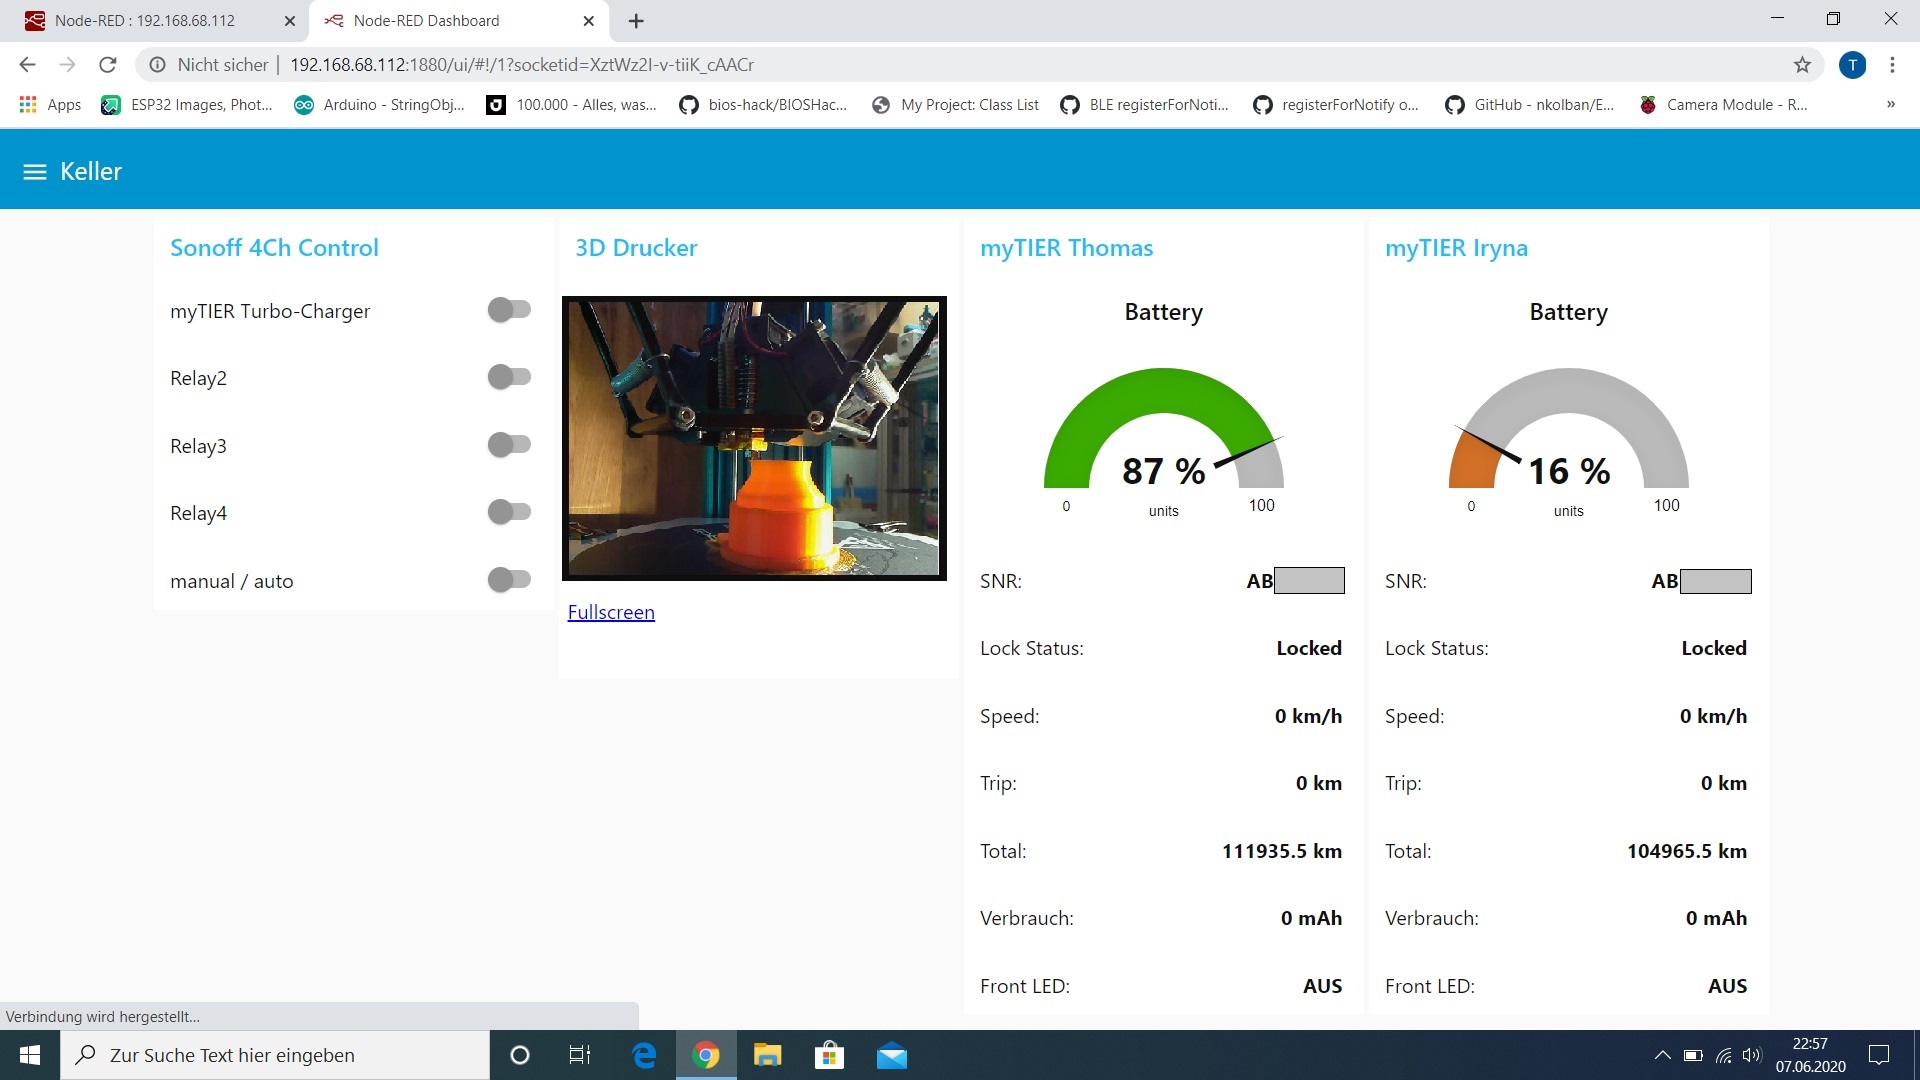 Node-RED : 192.168.68.112
Node-RED Dashboard
Nicht sicher | 192.168.68.112:1880/ui/#!/1?socketid=XztWz2I-v-tiiK_cAACr
T
Apps
ESP32 Images, Phot...
Arduino - StringObj...
100.000 - Alles, was...
bios-hack/BIOSHac...
My Project: Class List
BLE registerForNoti...
registerForNotify o...
GitHub - nkolban/E...
Camera Module - R...
»
Keller
Sonoff 4Ch Control
myTIER Turbo-Charger
Relay2
Relay3
Relay4
manual / auto
3D Drucker
Fullscreen
myTIER Thomas
Battery
87 %
0
units
100
SNR: AB
Lock Status: Locked
Speed: 0 km/h
Trip: 0 km
Total: 111935.5 km
Verbrauch: 0 mAh
Front LED: AUS
myTIER Iryna
Battery
16 %
0
units
100
SNR: AB
Lock Status: Locked
Speed: 0 km/h
Trip: 0 km
Total: 104965.5 km
Verbrauch: 0 mAh
Front LED: AUS
Verbindung wird hergestellt...
Zur Suche Text hier eingeben
22:57
07.06.2020